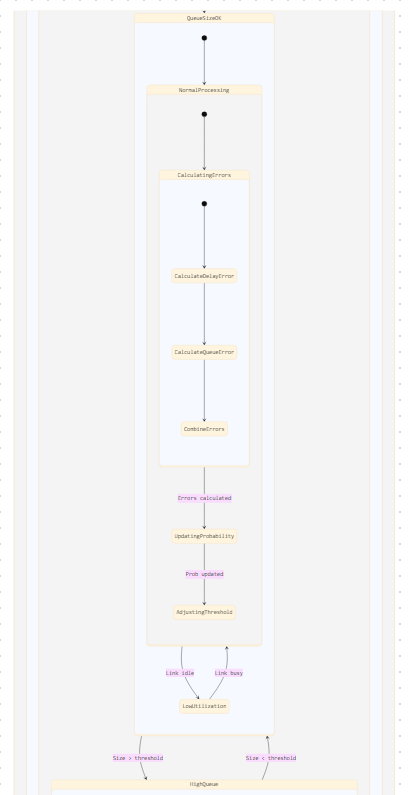 QueueSizeOK
NormalProcessing
CalculatingErrors
CalculateDelayError
CalculateQueueError
CombineErrors
Errors calculated
UpdatingProbability
Prob updated
AdjustingThreshold
Link idle
Link busy
LowUtilization
Size > threshold
Size < threshold
HighQueue